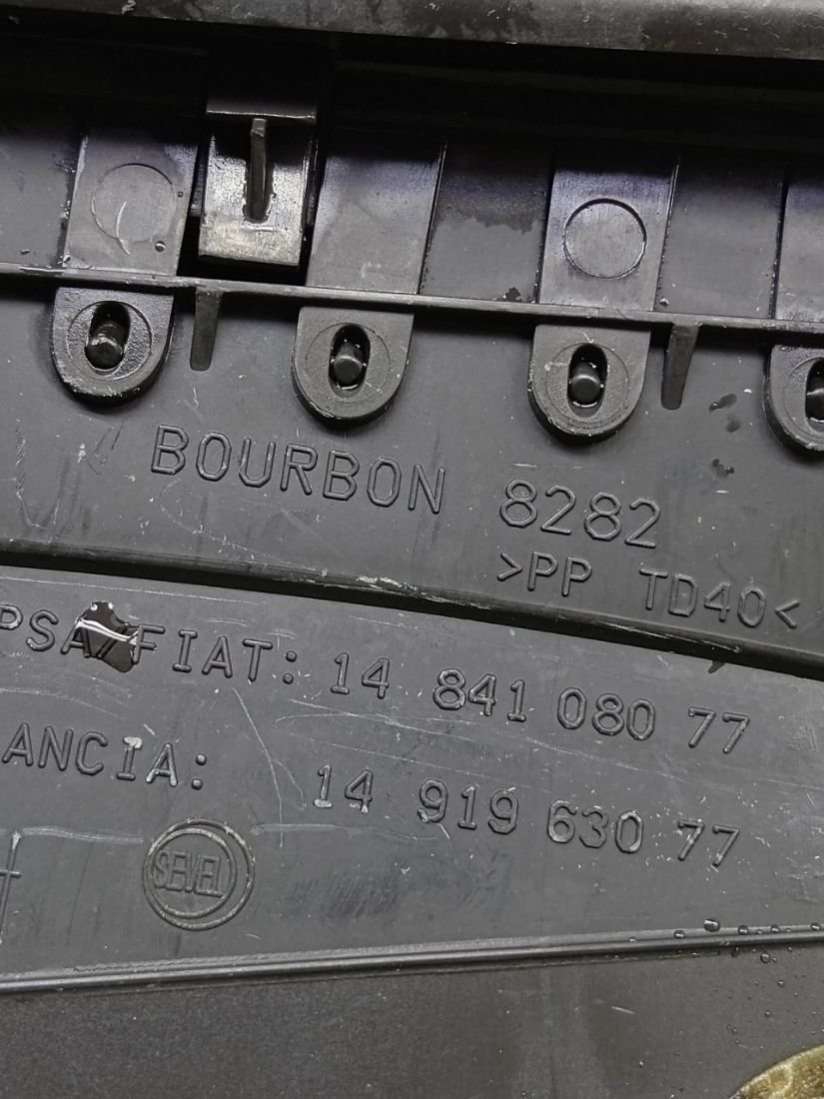 BOURBON 8282
>PP TD40<
PSA/FIAT: 14 841 080 77
ANCIA: 14 919 630 77
SEVEL